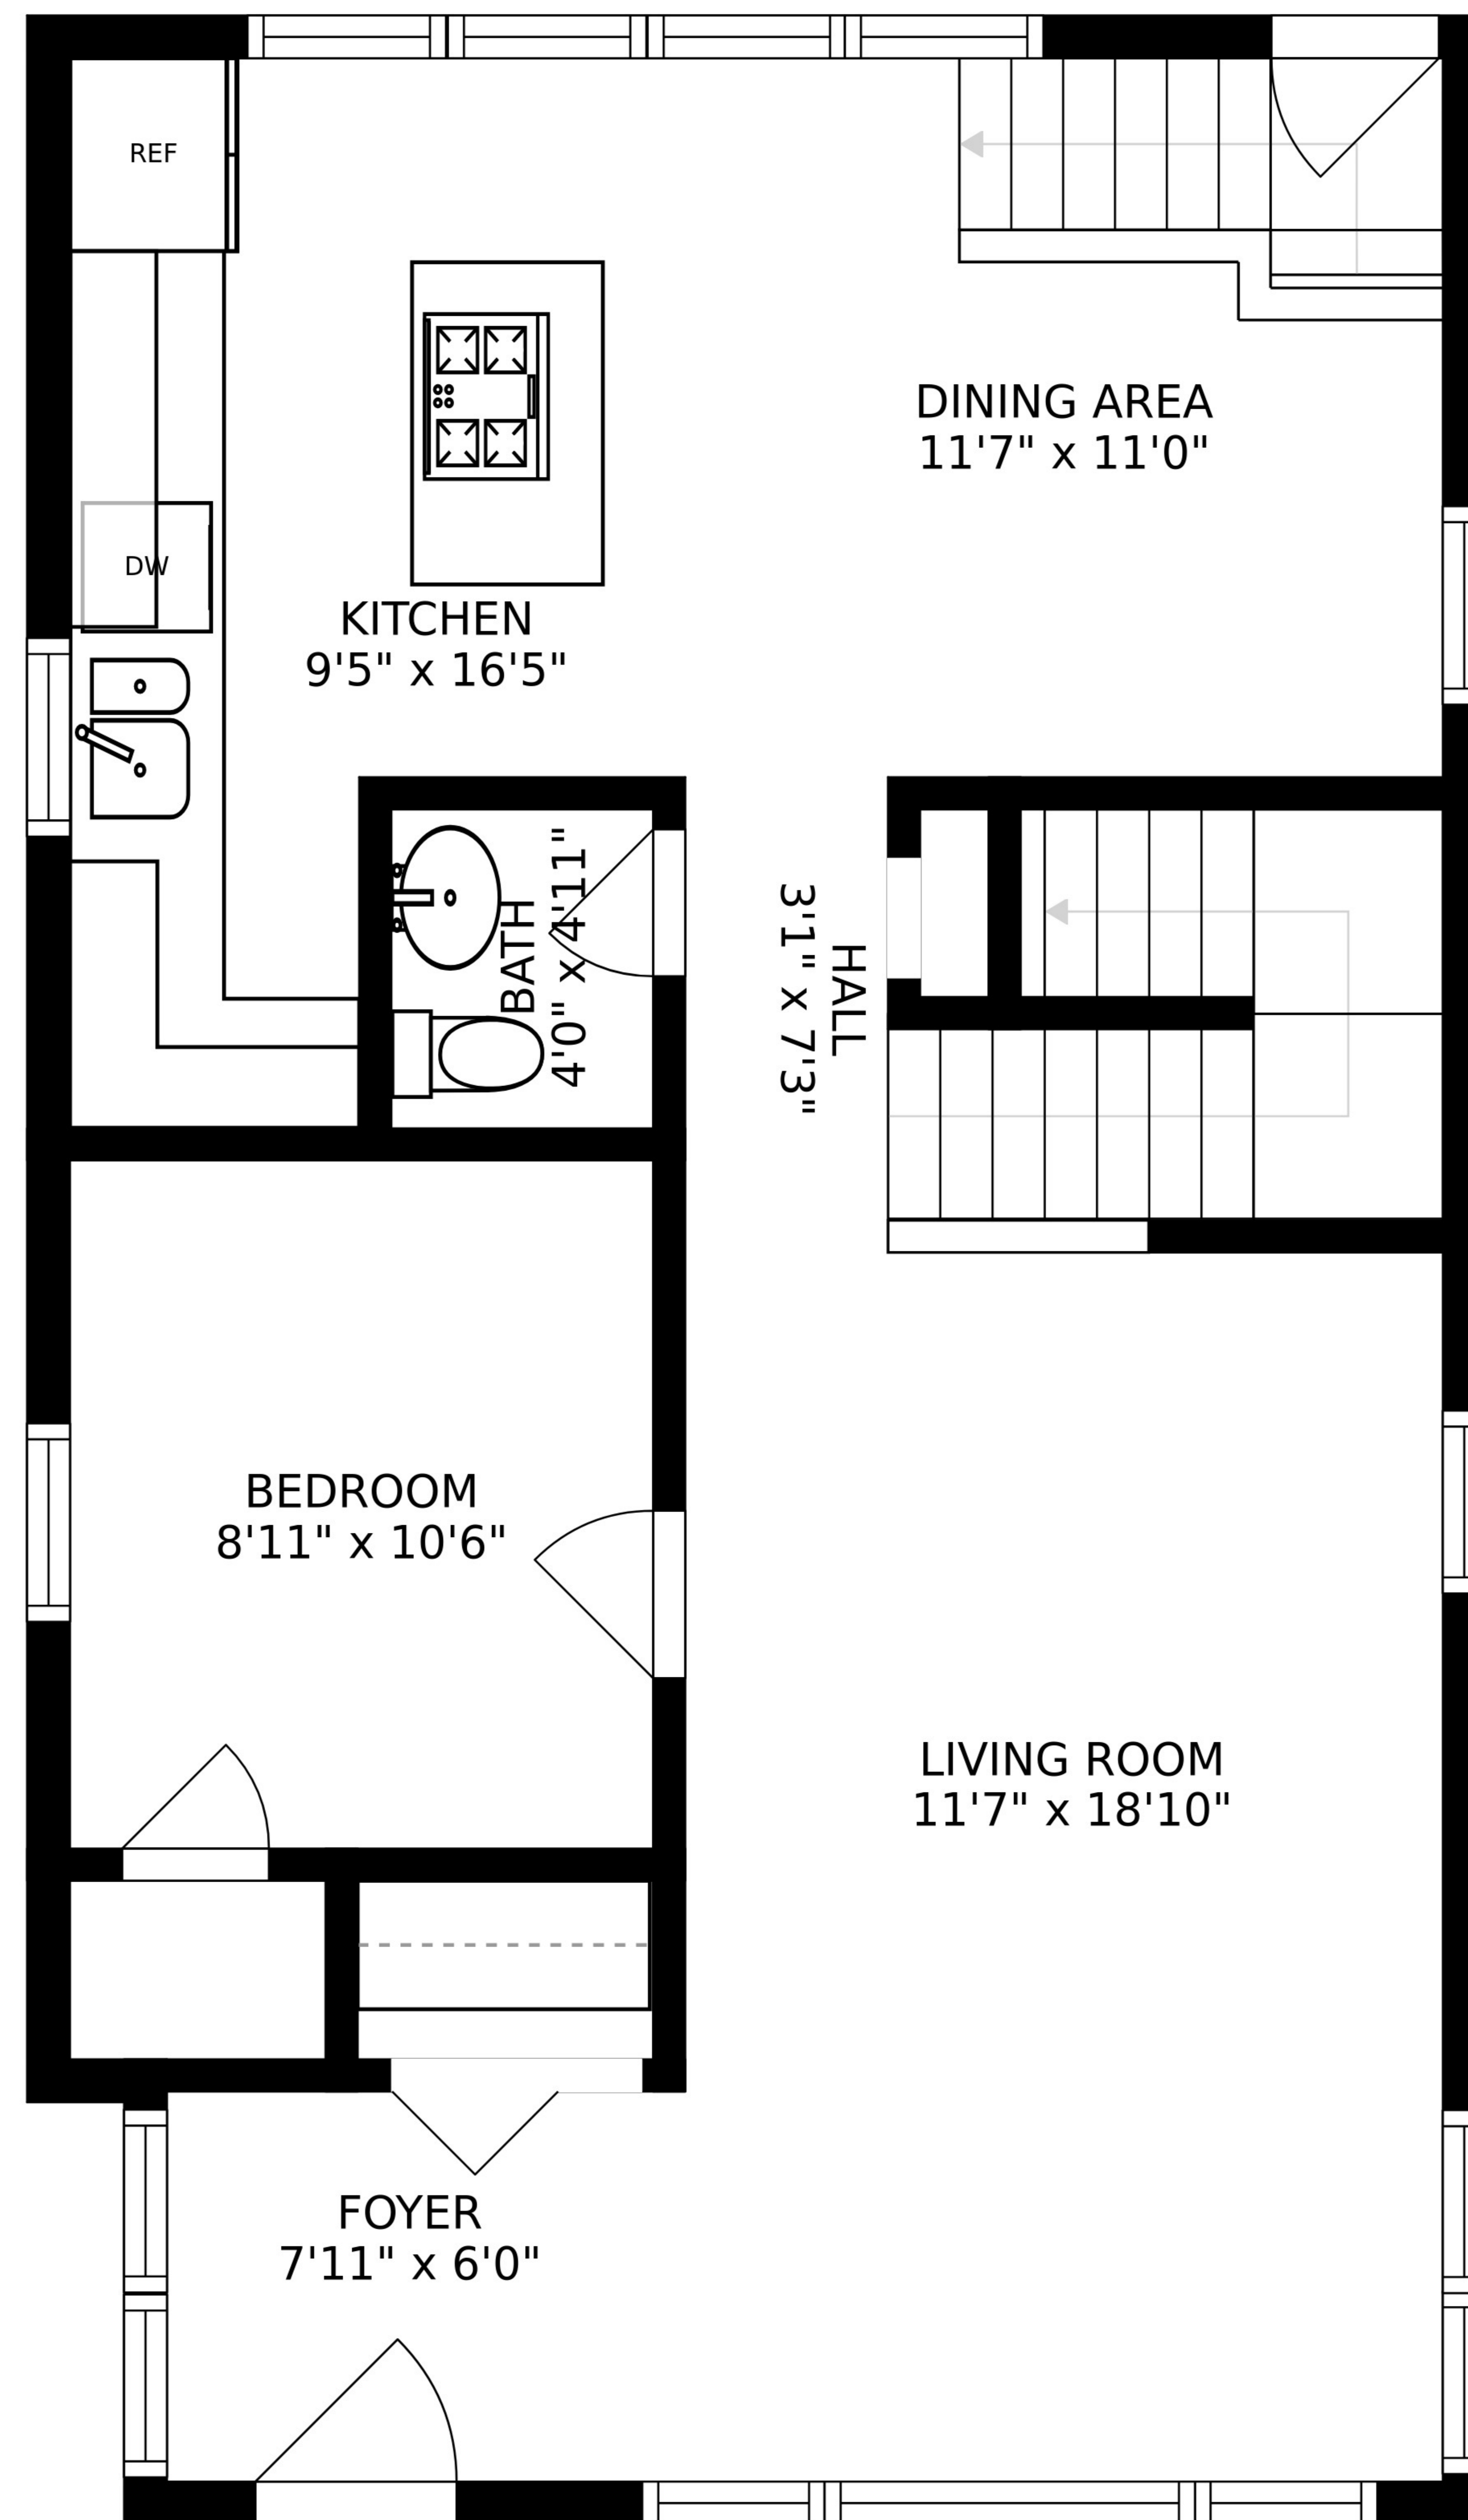 REF
DINING AREA
11'7" x 11'0"
DW
KITCHEN
9'5" x 16'5"
BATH
4'0" x 4'11"
HALL
3'1" x 7'3"
BEDROOM
8'11" x 10'6"
LIVING ROOM
11'7" x 18'10"
FOYER
7'11" x 6'0"